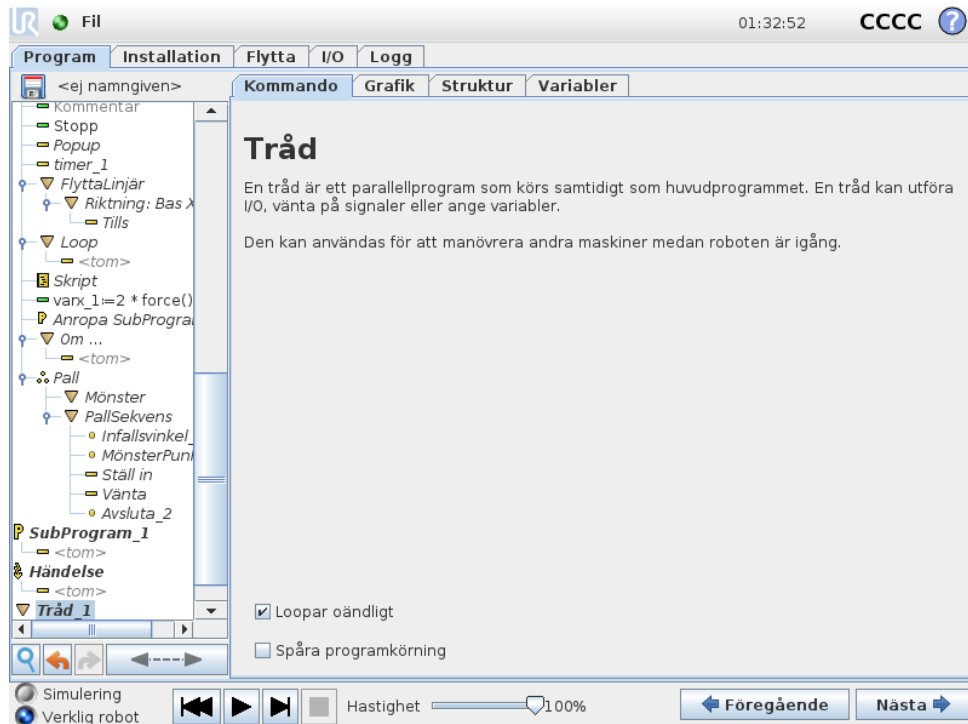 UR Fil 01:32:52 CCCC ?
Program Installation Flytta I/O Logg
<ej namngiven>
Kommando Grafik Struktur Variabler
Kommentar
Stopp
Popup
timer_1
FlyttaLinjär
Riktning: Bas X
Tills
Loop
<tom>
Skript
varx_1:=2 * force()
Anropa SubProgra
Om ...
<tom>
Pall
Mönster
PallSekvens
Infallsvinkel_
MönsterPun
Ställ in
Vänta
Avsluta_2
P SubProgram_1
<tom>
Händelse
<tom>
Tråd_1
Tråd
En tråd är ett parallellprogram som körs samtidigt som huvudprogrammet. En tråd kan utföra
I/O, vänta på signaler eller ange variabler.
Den kan användas för att manövrera andra maskiner medan roboten är igång.
Loopar oändligt
Spåra programkörning
Simulering
Verklig robot
Hastighet 100%
Föregående
Nästa